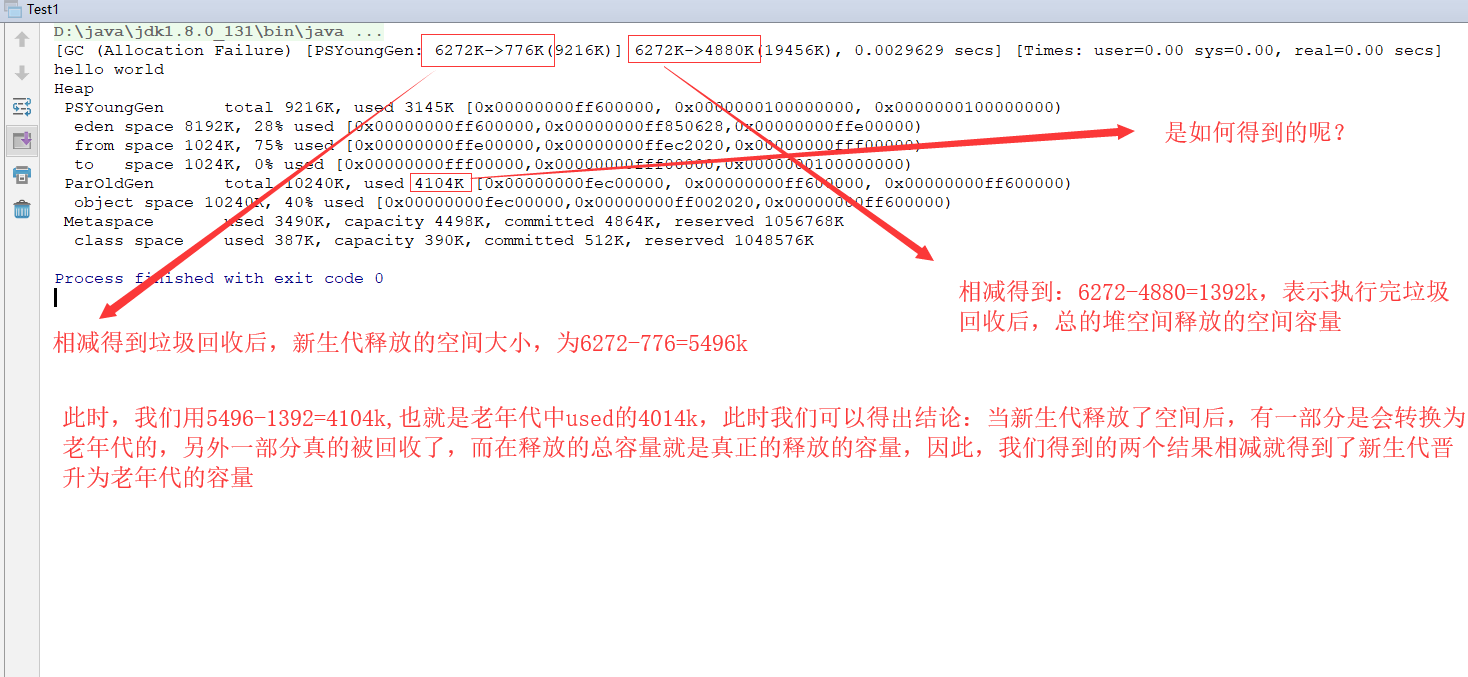 Test1
D:\java\jdk1.8.0_131\bin\java ...
[GC (Allocation Failure) [PSYoungGen: 6272K->776K(9216K)] 6272K->4880K(19456K), 0.0029629 secs] [Times: user=0.00 sys=0.00, real=0.00 secs]
hello world
Heap
PSYoungGen total 9216K, used 3145K [0x00000000ff600000, 0x0000000100000000, 0x0000000100000000)
eden space 8192K, 28% used [0x00000000ff600000,0x00000000ff850628,0x00000000ffe00000)
from space 1024K, 75% used [0x00000000ffe00000,0x00000000ffec2020,0x00000000fff00000)
to space 1024K, 0% used [0x00000000fff00000,0x00000000fff00000,0x0000000100000000)
ParOldGen total 10240K, used 4104K [0x00000000fec00000, 0x00000000ff600000, 0x00000000ff600000)
object space 10240K, 40% used [0x00000000fec00000,0x00000000ff002020,0x00000000ff600000)
Metaspace used 3490K, capacity 4498K, committed 4864K, reserved 1056768K
class space used 387K, capacity 390K, committed 512K, reserved 1048576K
Process finished with exit code 0
是如何得到的呢？
相减得到：6272-4880=1392k，表示执行完垃圾
回收后，总的堆空间释放的空间容量
相减得到垃圾回收后，新生代释放的空间大小，为6272-776=5496k
此时，我们用5496-1392=4104k,也就是老年代中used的4014k，此时我们可以得出结论：当新生代释放了空间后，有一部分是会转换为
老年代的，另外一部分真的被回收了，而在释放的总容量就是真正的释放的容量，因此，我们得到的两个结果相减就得到了新生代晋
升为老年代的容量